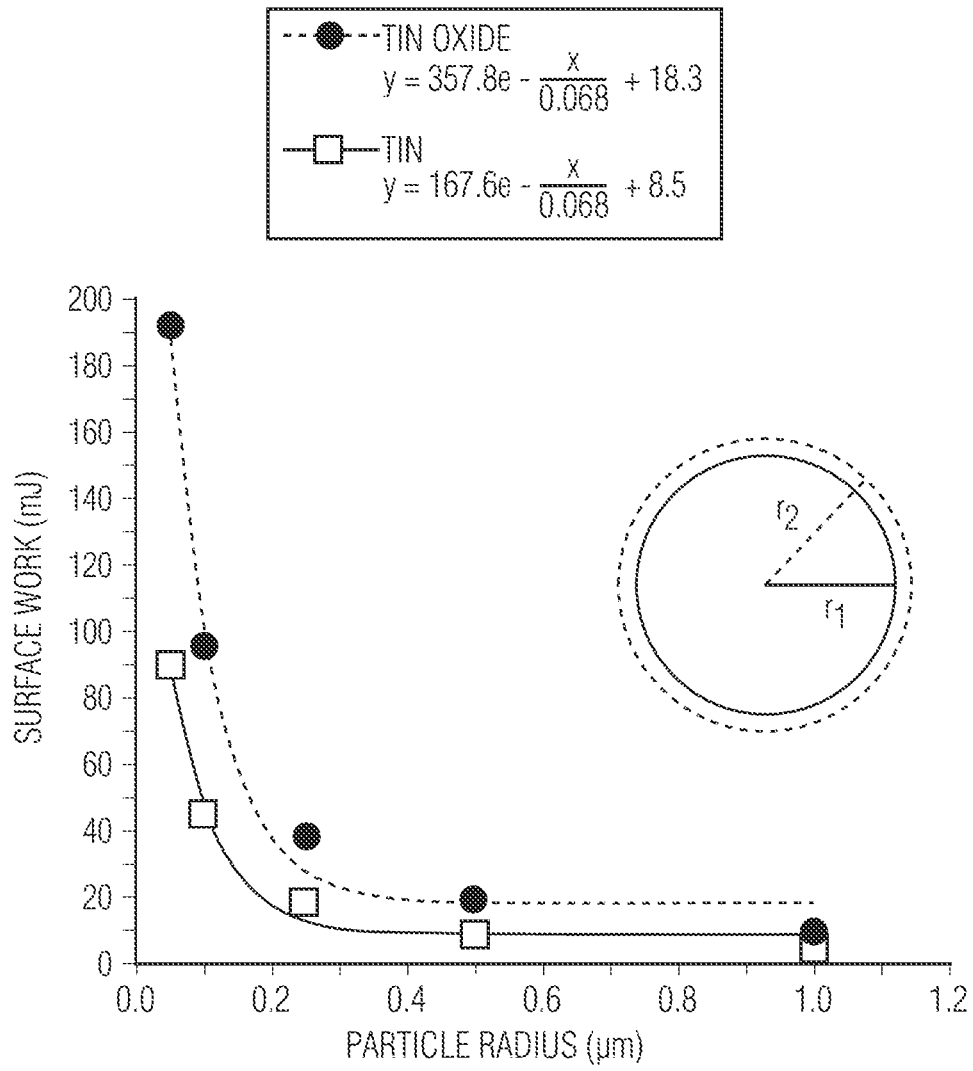 TIN OXIDE
y = 357.8e - x/0.068 + 18.3
TIN
y = 167.6e - x/0.068 + 8.5
200
180
160
140
120
100
80
60
40
20
0
SURFACE WORK (mJ)
r2
r1
0.0 0.2 0.4 0.6 0.8 1.0 1.2
PARTICLE RADIUS (µm)